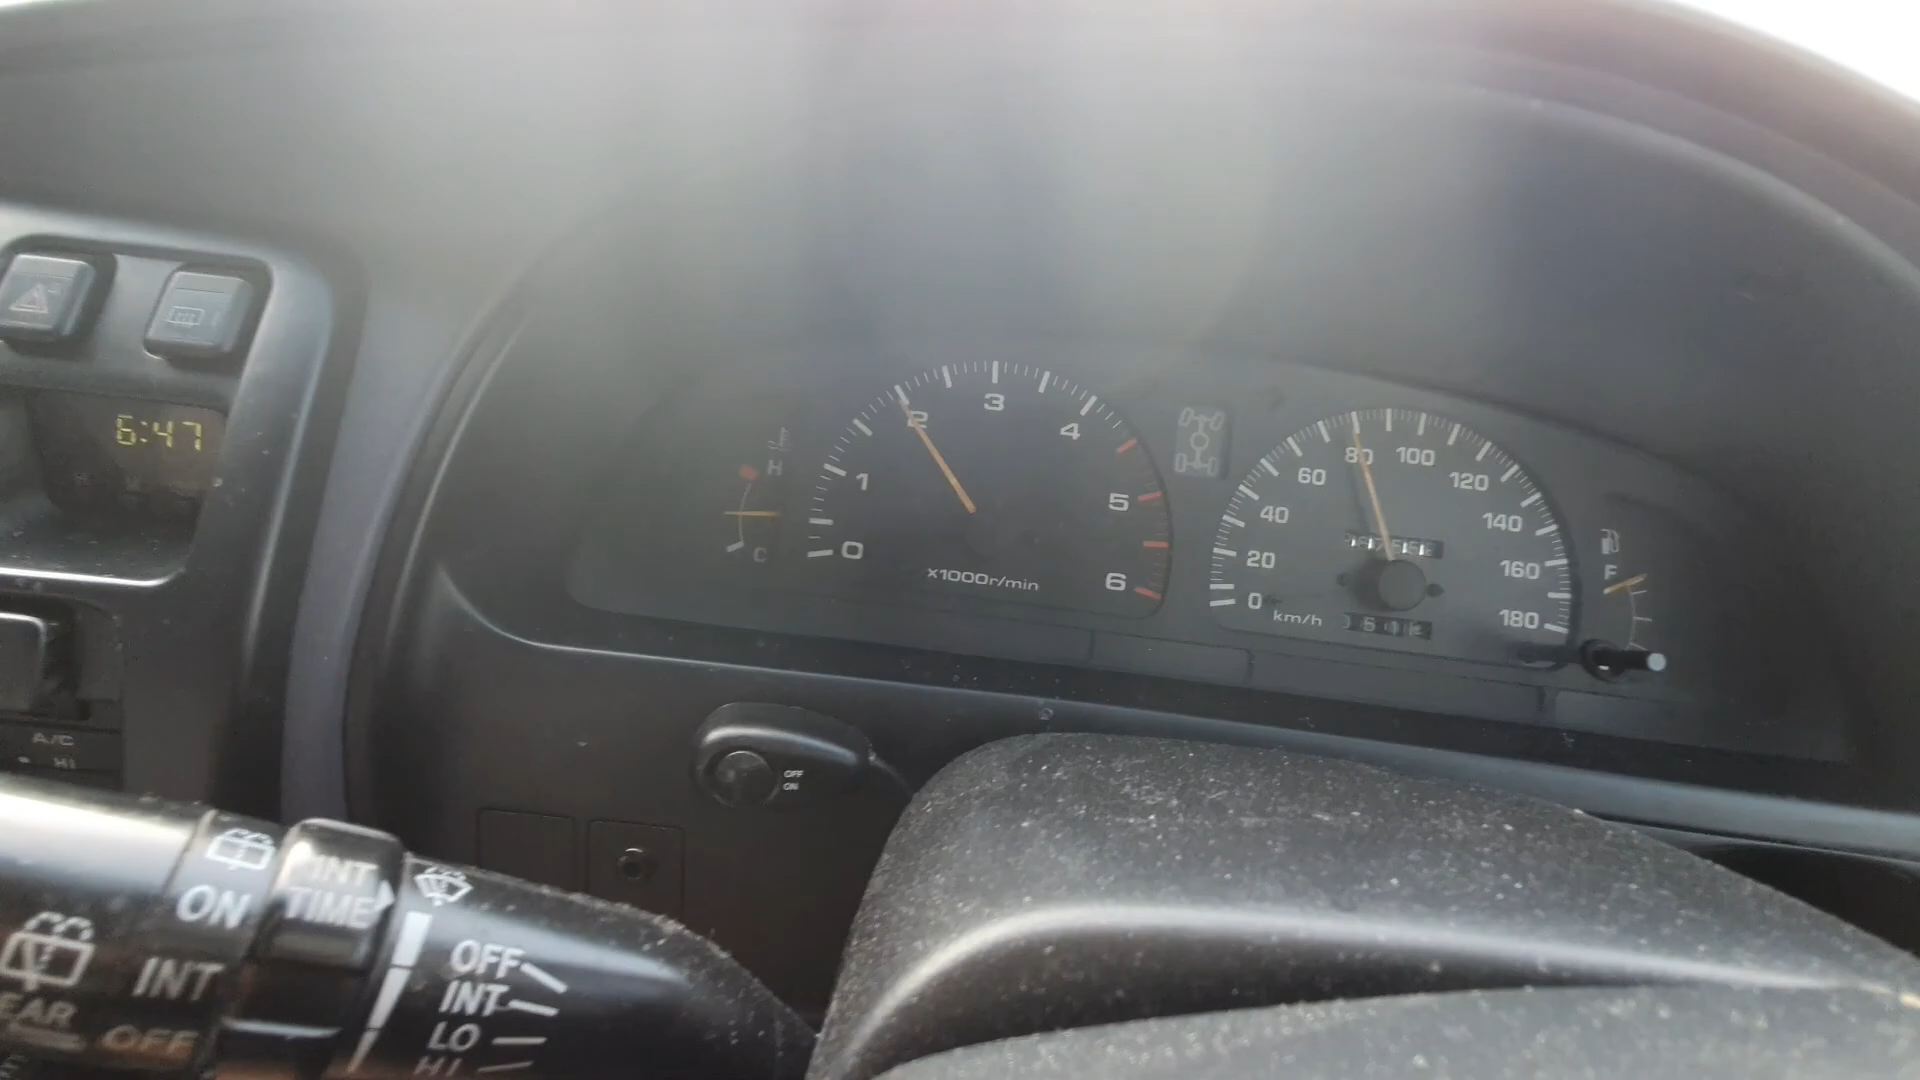 6:47
A/C
HI
H
C
0
1
2
3
4
5
6
x1000r/min
0
20
40
60
80
100
120
140
160
180
km/h
F
OFF
ON
ON
INT
OFF
INT
TIME
OFF
INT
LO
HI